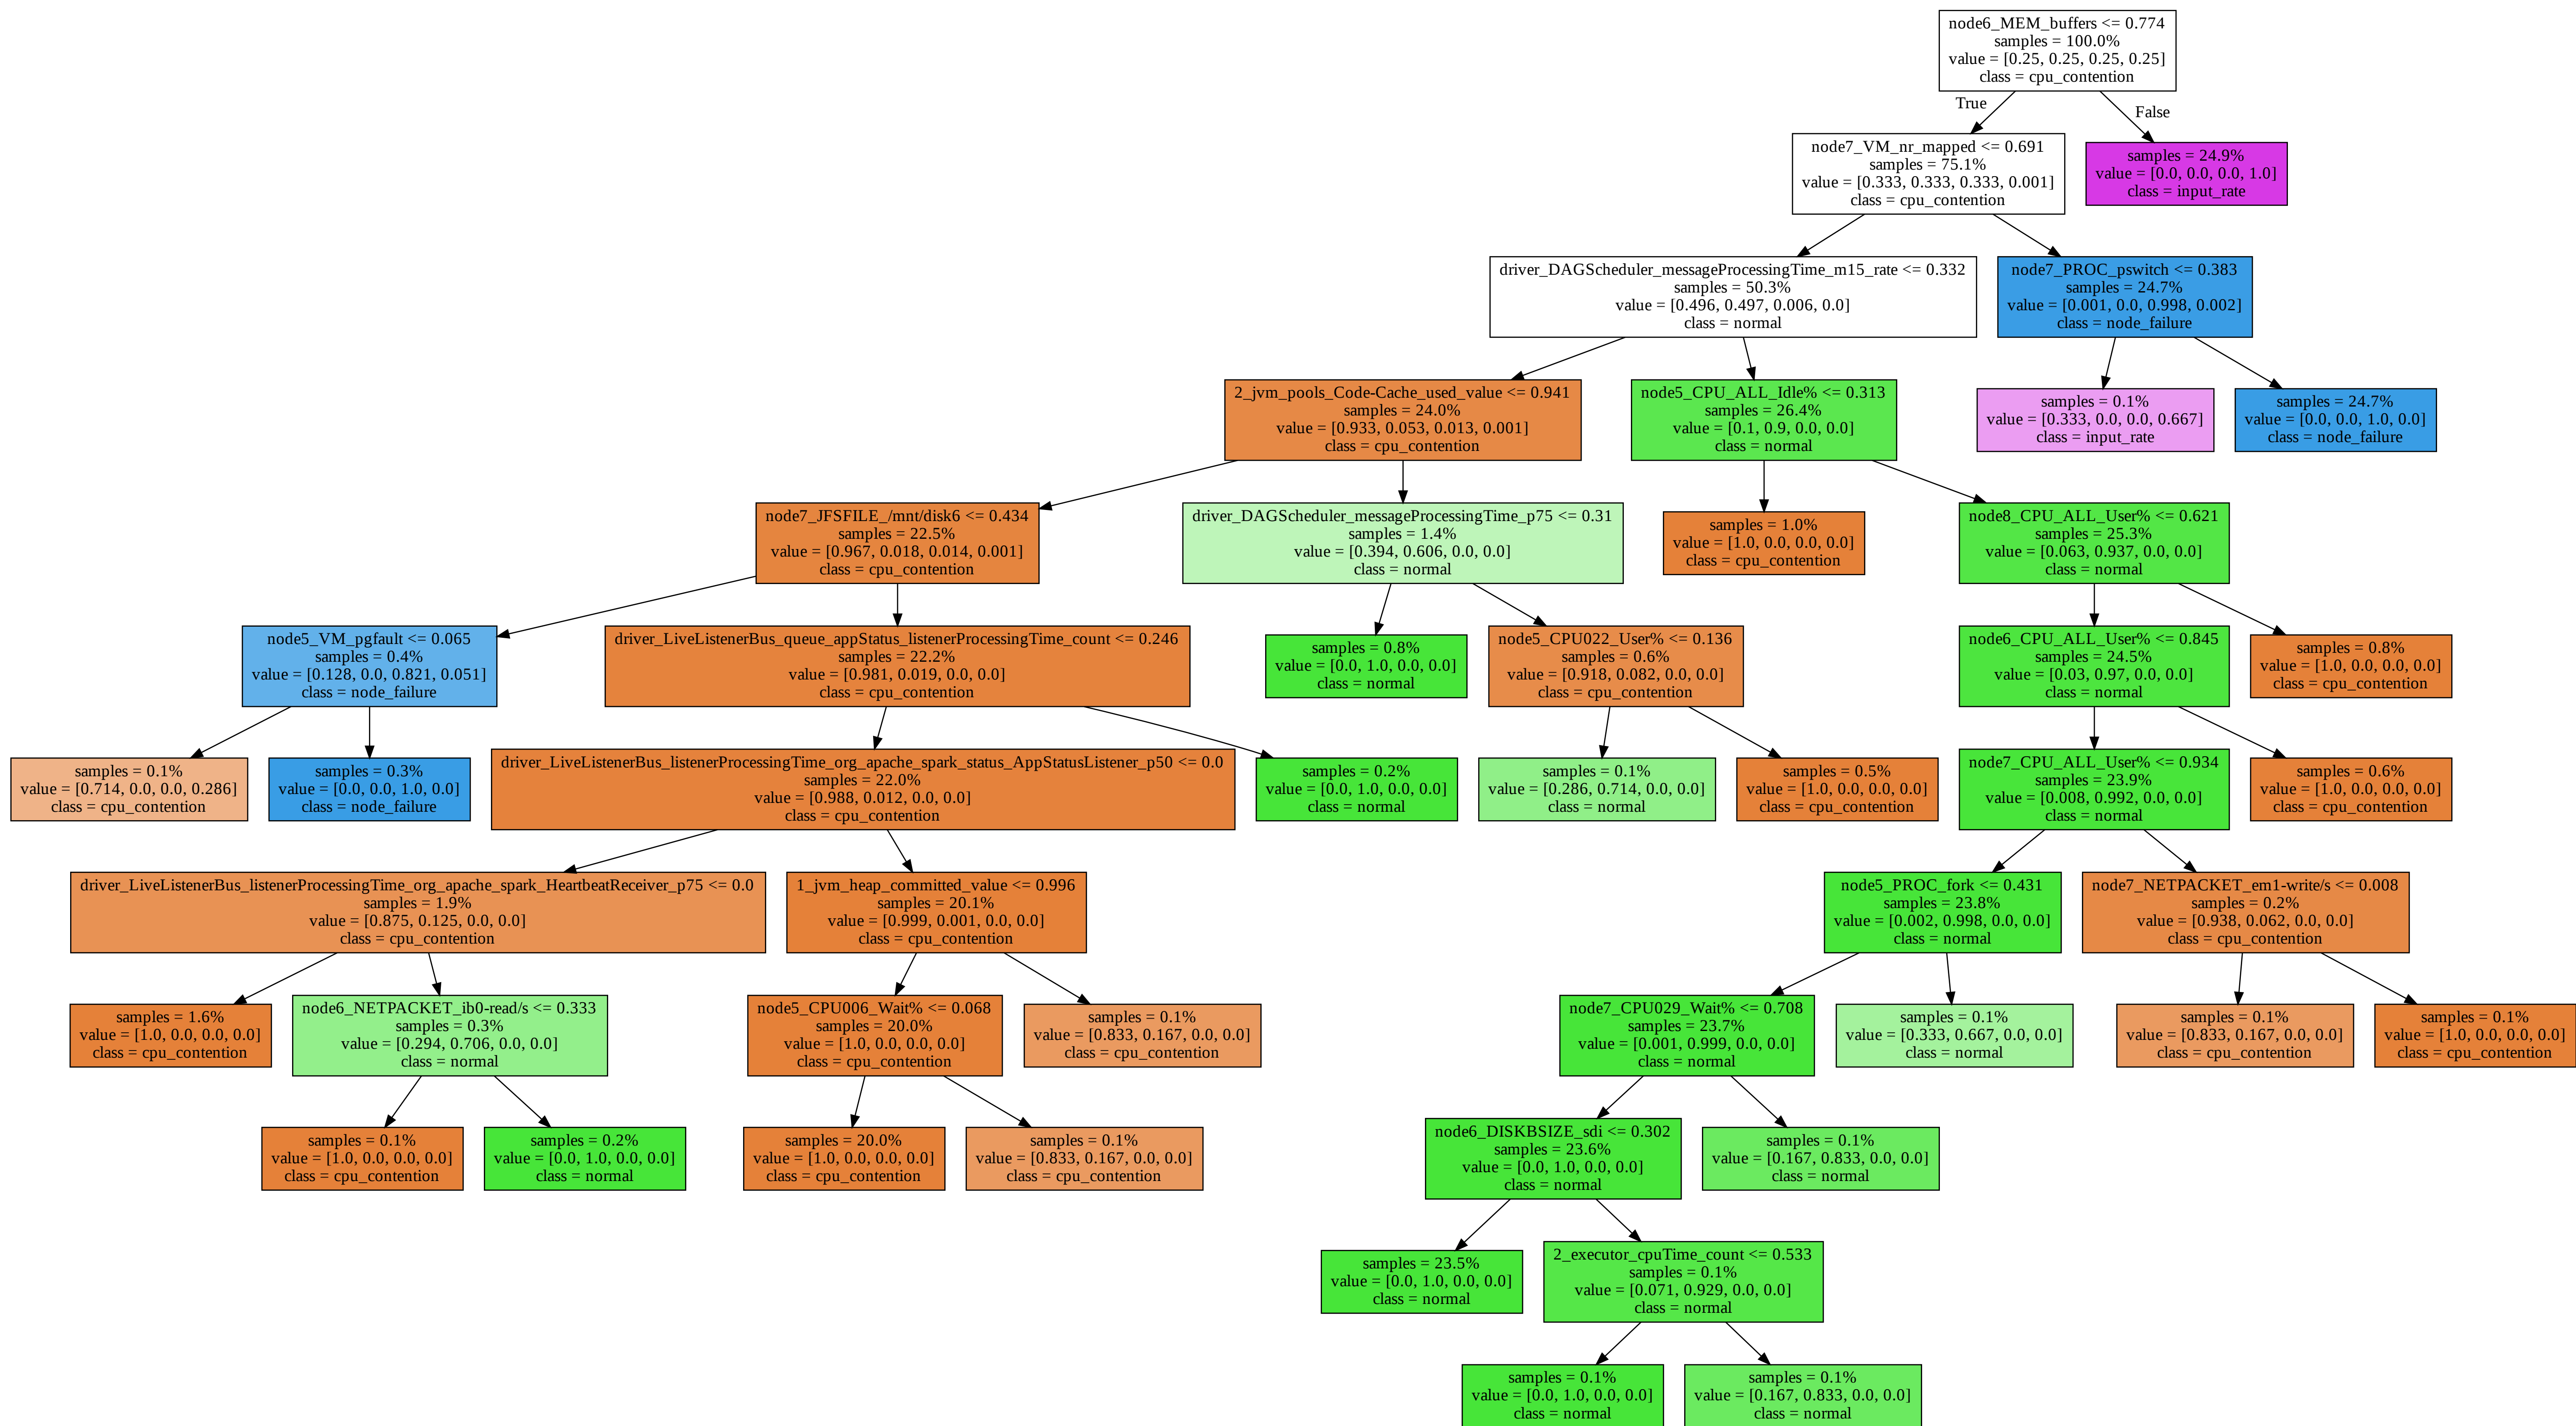 node6_MEM_buffers <= 0.774
samples = 100.0%
value = [0.25, 0.25, 0.25, 0.25]
class = cpu_contention
True
False
node7_VM_nr_mapped <= 0.691
samples = 75.1%
value = [0.333, 0.333, 0.333, 0.001]
class = cpu_contention
samples = 24.9%
value = [0.0, 0.0, 0.0, 1.0]
class = input_rate
driver_DAGScheduler_messageProcessingTime_m15_rate <= 0.332
samples = 50.3%
value = [0.496, 0.497, 0.006, 0.0]
class = normal
node7_PROC_pswitch <= 0.383
samples = 24.7%
value = [0.001, 0.0, 0.998, 0.002]
class = node_failure
2_jvm_pools_Code-Cache_used_value <= 0.941
samples = 24.0%
value = [0.933, 0.053, 0.013, 0.001]
class = cpu_contention
node5_CPU_ALL_Idle% <= 0.313
samples = 26.4%
value = [0.1, 0.9, 0.0, 0.0]
class = normal
samples = 0.1%
value = [0.333, 0.0, 0.0, 0.667]
class = input_rate
samples = 24.7%
value = [0.0, 0.0, 1.0, 0.0]
class = node_failure
node7_JFSFILE_/mnt/disk6 <= 0.434
samples = 22.5%
value = [0.967, 0.018, 0.014, 0.001]
class = cpu_contention
driver_DAGScheduler_messageProcessingTime_p75 <= 0.31
samples = 1.4%
value = [0.394, 0.606, 0.0, 0.0]
class = normal
samples = 1.0%
value = [1.0, 0.0, 0.0, 0.0]
class = cpu_contention
node8_CPU_ALL_User% <= 0.621
samples = 25.3%
value = [0.063, 0.937, 0.0, 0.0]
class = normal
node5_VM_pgfault <= 0.065
samples = 0.4%
value = [0.128, 0.0, 0.821, 0.051]
class = node_failure
driver_LiveListenerBus_queue_appStatus_listenerProcessingTime_count <= 0.246
samples = 22.2%
value = [0.981, 0.019, 0.0, 0.0]
class = cpu_contention
samples = 0.8%
value = [0.0, 1.0, 0.0, 0.0]
class = normal
node5_CPU022_User% <= 0.136
samples = 0.6%
value = [0.918, 0.082, 0.0, 0.0]
class = cpu_contention
node6_CPU_ALL_User% <= 0.845
samples = 24.5%
value = [0.03, 0.97, 0.0, 0.0]
class = normal
samples = 0.8%
value = [1.0, 0.0, 0.0, 0.0]
class = cpu_contention
samples = 0.1%
value = [0.714, 0.0, 0.0, 0.286]
class = cpu_contention
samples = 0.3%
value = [0.0, 0.0, 1.0, 0.0]
class = node_failure
driver_LiveListenerBus_listenerProcessingTime_org_apache_spark_status_AppStatusListener_p50 <= 0.0
samples = 22.0%
value = [0.988, 0.012, 0.0, 0.0]
class = cpu_contention
samples = 0.2%
value = [0.0, 1.0, 0.0, 0.0]
class = normal
samples = 0.1%
value = [0.286, 0.714, 0.0, 0.0]
class = normal
samples = 0.5%
value = [1.0, 0.0, 0.0, 0.0]
class = cpu_contention
node7_CPU_ALL_User% <= 0.934
samples = 23.9%
value = [0.008, 0.992, 0.0, 0.0]
class = normal
samples = 0.6%
value = [1.0, 0.0, 0.0, 0.0]
class = cpu_contention
driver_LiveListenerBus_listenerProcessingTime_org_apache_spark_HeartbeatReceiver_p75 <= 0.0
samples = 1.9%
value = [0.875, 0.125, 0.0, 0.0]
class = cpu_contention
1_jvm_heap_committed_value <= 0.996
samples = 20.1%
value = [0.999, 0.001, 0.0, 0.0]
class = cpu_contention
node5_PROC_fork <= 0.431
samples = 23.8%
value = [0.002, 0.998, 0.0, 0.0]
class = normal
node7_NETPACKET_em1-write/s <= 0.008
samples = 0.2%
value = [0.938, 0.062, 0.0, 0.0]
class = cpu_contention
samples = 1.6%
value = [1.0, 0.0, 0.0, 0.0]
class = cpu_contention
node6_NETPACKET_ib0-read/s <= 0.333
samples = 0.3%
value = [0.294, 0.706, 0.0, 0.0]
class = normal
node5_CPU006_Wait% <= 0.068
samples = 20.0%
value = [1.0, 0.0, 0.0, 0.0]
class = cpu_contention
samples = 0.1%
value = [0.833, 0.167, 0.0, 0.0]
class = cpu_contention
node7_CPU029_Wait% <= 0.708
samples = 23.7%
value = [0.001, 0.999, 0.0, 0.0]
class = normal
samples = 0.1%
value = [0.333, 0.667, 0.0, 0.0]
class = normal
samples = 0.1%
value = [0.833, 0.167, 0.0, 0.0]
class = cpu_contention
samples = 0.1%
value = [1.0, 0.0, 0.0, 0.0]
class = cpu_contention
samples = 0.1%
value = [1.0, 0.0, 0.0, 0.0]
class = cpu_contention
samples = 0.2%
value = [0.0, 1.0, 0.0, 0.0]
class = normal
samples = 20.0%
value = [1.0, 0.0, 0.0, 0.0]
class = cpu_contention
samples = 0.1%
value = [0.833, 0.167, 0.0, 0.0]
class = cpu_contention
node6_DISKBSIZE_sdi <= 0.302
samples = 23.6%
value = [0.0, 1.0, 0.0, 0.0]
class = normal
samples = 0.1%
value = [0.167, 0.833, 0.0, 0.0]
class = normal
samples = 23.5%
value = [0.0, 1.0, 0.0, 0.0]
class = normal
2_executor_cpuTime_count <= 0.533
samples = 0.1%
value = [0.071, 0.929, 0.0, 0.0]
class = normal
samples = 0.1%
value = [0.0, 1.0, 0.0, 0.0]
class = normal
samples = 0.1%
value = [0.167, 0.833, 0.0, 0.0]
class = normal